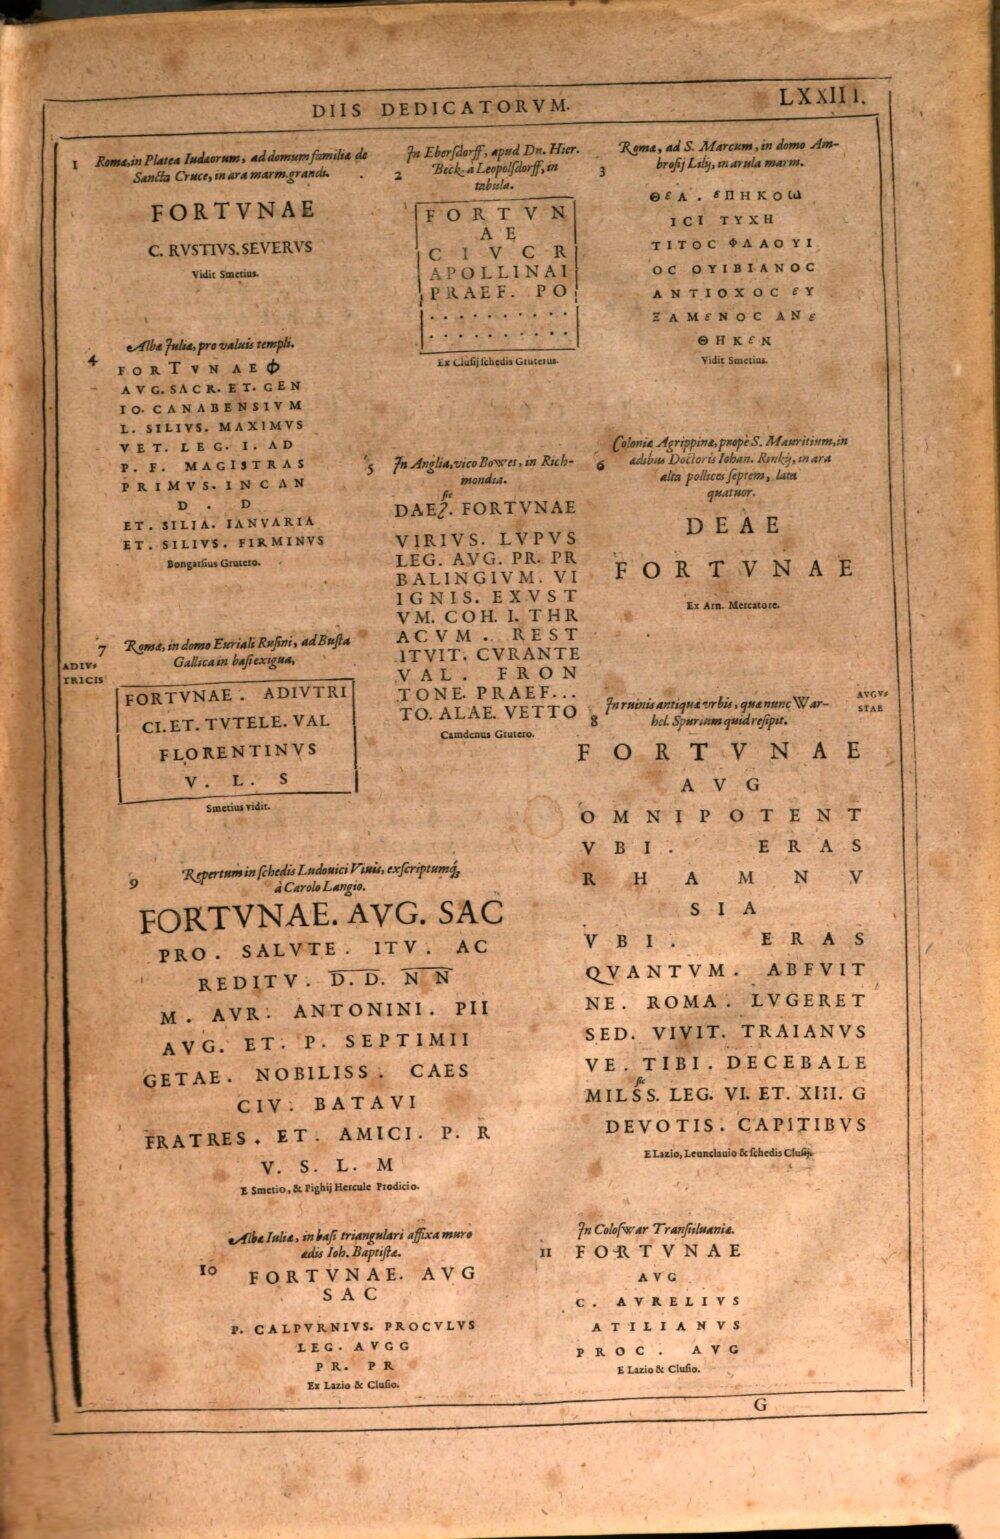 DIIS DEDICATORVM.
LXXIII.
1
Romæ, in Platea Iudæorum, ad domum familiæ de
Sancta Cruce, in ara marm. grandi.
FORTVNAE
C. RVSTIVS. SEVERVS
Vidit Smetius.
2
In Ebersdorff, apud Dn. Hier.
Beck. à Leopolsdorff, in
tabula.
FORTVN
AE
CIVCR
APOLLINAI
PRAEF. PO
. . . . . . . . .
. . . . . . . . .
Ex Clusij schedis Gruterus.
3
Romæ, ad S. Marcum, in domo Am-
brosij Lilij, in arula marm.
ΘΕΑ. ΕΠΗΚΟΩ
ΙϹΙ ΤΥΧΗ
ΤΙΤΟϹ ΦΛΑΟΥΙ
ΟϹ ΟΥΙΒΙΑΝΟϹ
ΑΝΤΙΟΧΟϹ ΕΥ
ΞΑΜΕΝΟϹ ΑΝΕ
ΘΗΚΕΝ
Vidit Smetius.
4
Albæ Juliæ, pro valuis templi.
FORTVNAEΦ
AVG. SACR. ET. GEN
IO. CANABENSIVM
L. SILIVS. MAXIMVS
VET. LEG. I. AD
P. F. MAGISTRAS
PRIMVS. IN CAN
D . D
ET. SILIA. IANVARIA
ET. SILIVS. FIRMINVS
Bongarsius Grutero.
5
In Anglia, vico Bowes, in Rich-
mondia.
sic
DAEʔ. FORTVNAE
VIRIVS. LVPVS
LEG. AVG. PR. PR
BALINGIVM. VI
IGNIS. EXVST
VM. COH. I. THR
ACVM. REST
ITVIT. CVRANTE
VAL. FRON
TONE. PRAEF...
TO. ALAE. VETTO
Camdenus Grutero.
6
Coloniæ Agrippinæ, propè S. Mauritium, in
ædibus Doctoris Iohan. Rinkij, in ara
alta pollices septem, lata
quatuor.
DEAE
FORTVNAE
Ex Arn. Mercatore.
7
ADIV-
TRICIS
Romæ, in domo Euriali Rufini, ad Busta
Gallica in basi exigua,
FORTVNAE. ADIVTRI
CI. ET. TVTELE. VAL
FLORENTINVS
V. L. S
Smetius vidit.
8
AVGV-
STAE
In ruinis antiquæ vrbis, quæ nunc War-
hel. Spurium quid resipit.
FORTVNAE
AVG
OMNIPOTENT
VBI. ERAS
RHAMNV
SIA
VBI. ERAS
QVANTVM. ABFVIT
NE. ROMA. LVGERET
SED. VIVIT. TRAIANVS
VE. TIBI. DECEBALE
sic
MILSS. LEG. VI. ET. XIII. G
DEVOTIS. CAPITIBVS
E Lazio, Leunclauio & schedis Clusij.
9
Repertum in schedis Ludouici Viuis, exscriptumq́;
à Carolo Langio.
FORTVNAE. AVG. SAC
PRO. SALVTE. ITV. AC
REDITV. D. D. N N
M. AVR. ANTONINI. PII
AVG. ET. P. SEPTIMII
GETAE. NOBILISS. CAES
CIV. BATAVI
FRATRES. ET. AMICI. P. R
V. S. L. M
E Smetio, & Pighij Hercule Prodicio.
10
Albæ Iuliæ, in basi triangulari affixa muro
ædis Ioh. Baptistæ.
FORTVNAE. AVG
SAC
P. CALPVRNIVS. PROCVLVS
LEG. AVGG
PR. PR
Ex Lazio & Clusio.
11
In Coloswar Transiluaniæ.
FORTVNAE
AVG
C. AVRELIVS
ATILIANVS
PROC. AVG
E Lazio & Clusio.
G